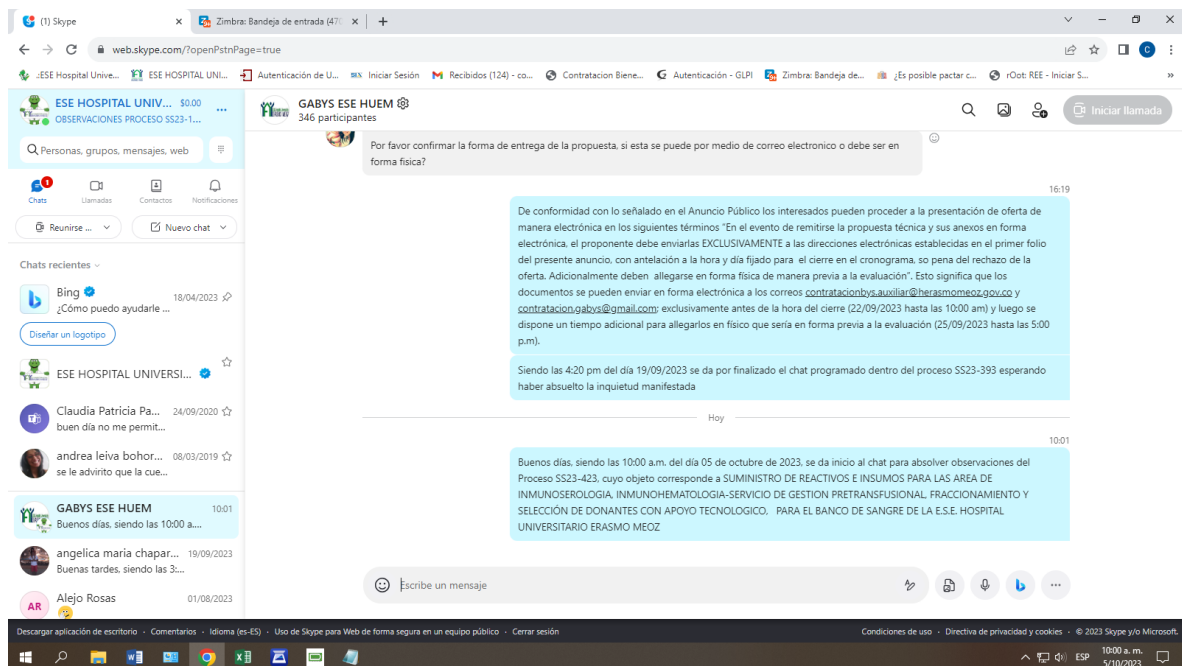 (1) Skype
Zimbra: Bandeja de entrada (470
web.skype.com/?openPstnPage=true
.:ESE Hospital Unive...
ESE HOSPITAL UNI...
Autenticación de U...
Iniciar Sesión
Recibidos (124) - co...
Contratacion Biene...
Autenticación - GLPI
Zimbra: Bandeja de...
¿Es posible pactar c...
rOot: REE - Iniciar S...
»
ESE HOSPITAL UNIV... $0.00
OBSERVACIONES PROCESO SS23-1...
Personas, grupos, mensajes, web
1
Chats
Llamadas
Contactos
Notificaciones
Reunirse ...
Nuevo chat
Chats recientes
Bing 18/04/2023
¿Cómo puedo ayudarle ...
Diseñar un logotipo
ESE HOSPITAL UNIVERSI...
Claudia Patricia Pa... 24/09/2020
buen día no me permit...
andrea leiva bohor... 08/03/2019
se le advirito que la cue...
GABYS ESE HUEM 10:01
Buenos días, siendo las 10:00 a....
angelica maria chapar... 19/09/2023
Buenas tardes, siendo las 3:...
AR
Alejo Rosas 01/08/2023
GABYS ESE HUEM
346 participantes
Iniciar llamada
Por favor confirmar la forma de entrega de la propuesta, si esta se puede por medio de correo electronico o debe ser en
forma fisica?
16:19
De conformidad con lo señalado en el Anuncio Público los interesados pueden proceder a la presentación de oferta de
manera electrónica en los siguientes términos “En el evento de remitirse la propuesta técnica y sus anexos en forma
electrónica, el proponente debe enviarlas EXCLUSIVAMENTE a las direcciones electrónicas establecidas en el primer folio
del presente anuncio, con antelación a la hora y día fijado para el cierre en el cronograma, so pena del rechazo de la
oferta. Adicionalmente deben allegarse en forma física de manera previa a la evaluación”. Esto significa que los
documentos se pueden enviar en forma electrónica a los correos contratacionbys.auxiliar@herasmomeoz.gov.co y
contratacion.gabys@gmail.com; exclusivamente antes de la hora del cierre (22/09/2023 hasta las 10:00 am) y luego se
dispone un tiempo adicional para allegarlos en físico que sería en forma previa a la evaluación (25/09/2023 hasta las 5:00
p.m).
Siendo las 4:20 pm del día 19/09/2023 se da por finalizado el chat programado dentro del proceso SS23-393 esperando
haber absuelto la inquietud manifestada
Hoy
10:01
Buenos días, siendo las 10:00 a.m. del día 05 de octubre de 2023, se da inicio al chat para absolver observaciones del
Proceso SS23-423, cuyo objeto corresponde a SUMINISTRO DE REACTIVOS E INSUMOS PARA LAS AREA DE
INMUNOSEROLOGIA, INMUNOHEMATOLOGIA-SERVICIO DE GESTION PRETRANSFUSIONAL, FRACCIONAMIENTO Y
SELECCIÓN DE DONANTES CON APOYO TECNOLOGICO, PARA EL BANCO DE SANGRE DE LA E.S.E. HOSPITAL
UNIVERSITARIO ERASMO MEOZ
Escribe un mensaje
Descargar aplicación de escritorio · Comentarios · Idioma (es-ES) · Uso de Skype para Web de forma segura en un equipo público · Cerrar sesión
Condiciones de uso · Directiva de privacidad y cookies · © 2023 Skype y/o Microsoft.
ESP
10:00 a. m.
5/10/2023